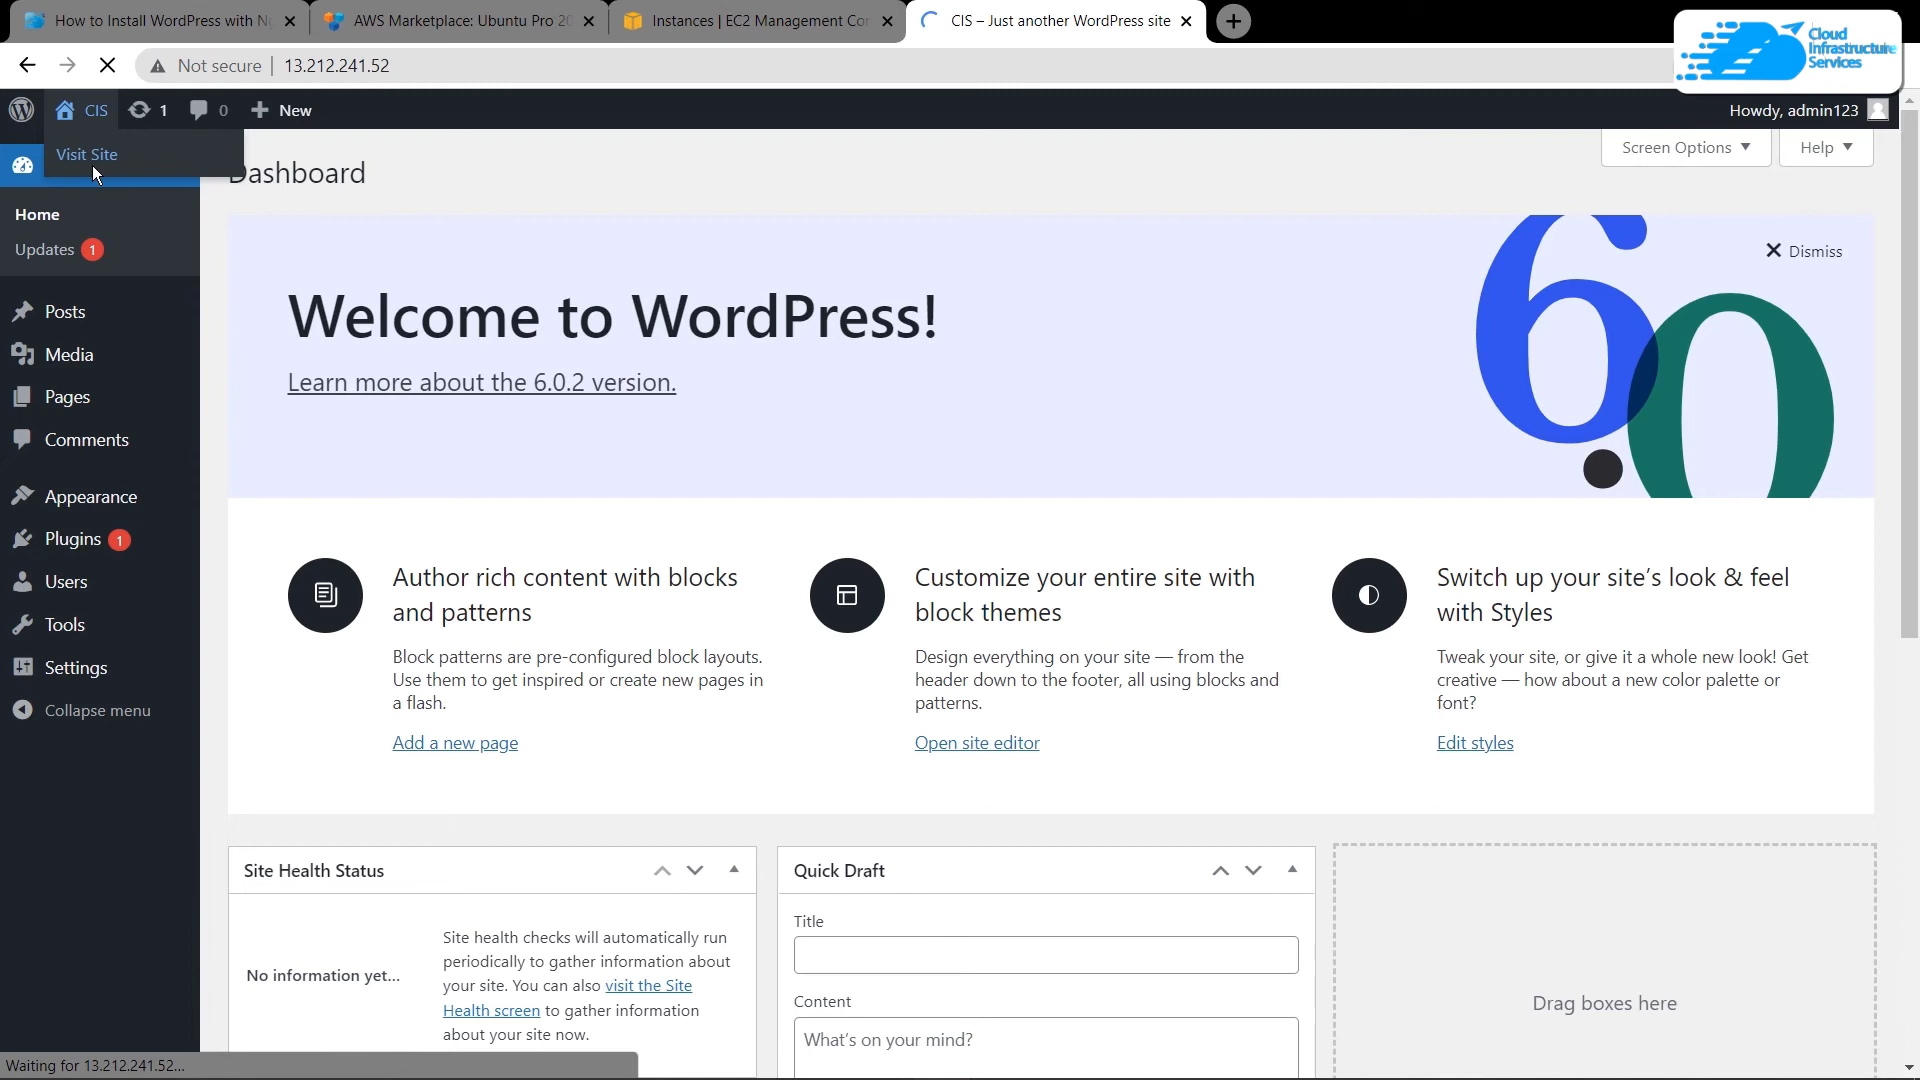 How to Install WordPress with N
AWS Marketplace: Ubuntu Pro 20
Instances | EC2 Management Con
CIS – Just another WordPress site
Not secure
13.212.241.52
Cloud
Infrastructure
Services
CIS
1
0
New
Howdy, admin123
Visit Site
Dashboard
Screen Options
Help
Home
Updates 1
Posts
Media
Pages
Comments
Appearance
Plugins 1
Users
Tools
Settings
Collapse menu
Dismiss
Welcome to WordPress!
Learn more about the 6.0.2 version.
60
Author rich content with blocks
and patterns
Block patterns are pre-configured block layouts.
Use them to get inspired or create new pages in
a flash.
Add a new page
Customize your entire site with
block themes
Design everything on your site — from the
header down to the footer, all using blocks and
patterns.
Open site editor
Switch up your site’s look & feel
with Styles
Tweak your site, or give it a whole new look! Get
creative — how about a new color palette or
font?
Edit styles
Site Health Status
No information yet...
Site health checks will automatically run
periodically to gather information about
your site. You can also visit the Site
Health screen to gather information
about your site now.
Quick Draft
Title
Content
What’s on your mind?
Drag boxes here
Waiting for 13.212.241.52...